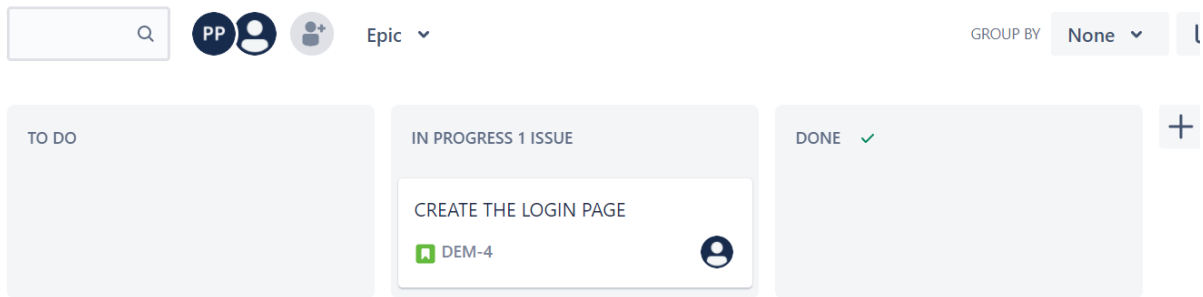 PP
Epic
GROUP BY
None
TO DO
IN PROGRESS 1 ISSUE
DONE
CREATE THE LOGIN PAGE
DEM-4